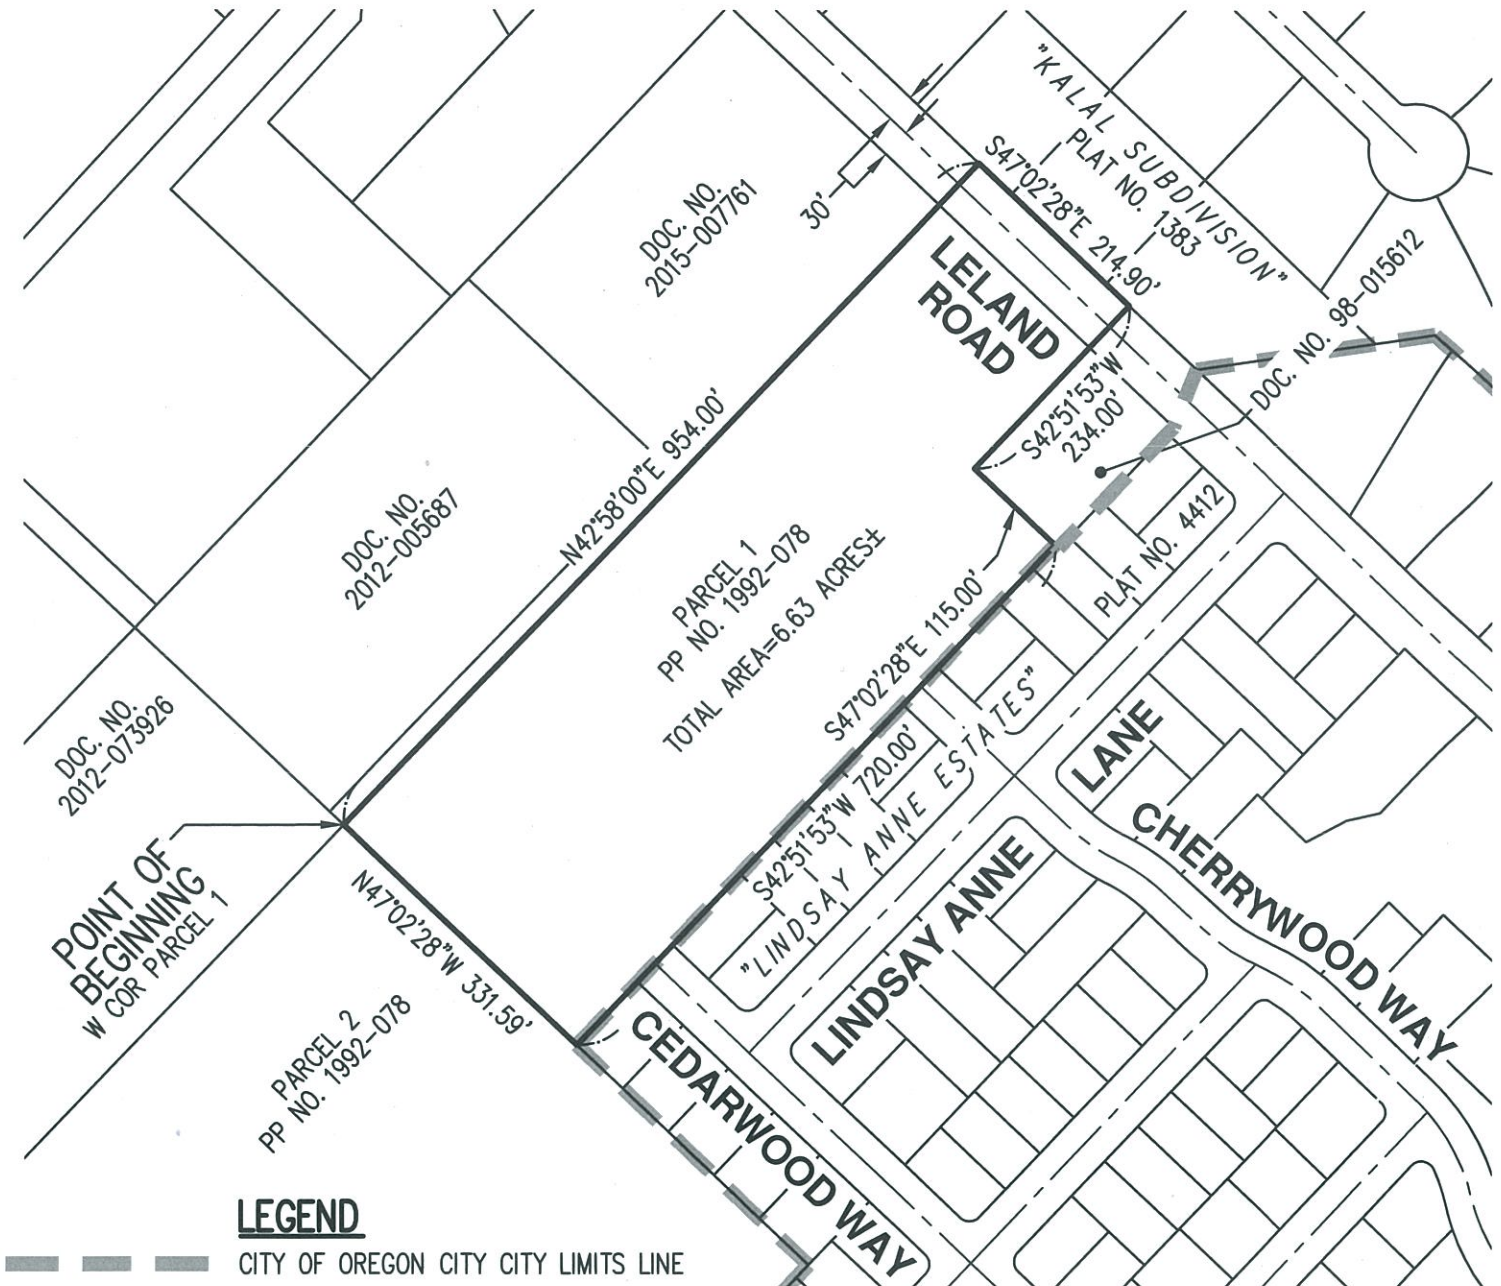 "KALAL SUBDIVISION"
PLAT NO. 1383
S47°02'28"E 214.90'
30'
DOC. NO.
2015-007761
LELAND
ROAD
DOC. NO. 98-015612
S42°51'53"W
234.00'
N42°58'00"E 954.00'
DOC. NO.
2012-005687
PARCEL 1
PP NO. 1992-078
TOTAL AREA=6.63 ACRES±
PLAT NO. 4412
S47°02'28"E 115.00'
DOC. NO.
2012-073926
S42°51'53"W 720.00'
"LINDSAY ANNE ESTATES"
LINDSAY ANNE LANE
CHERRYWOOD WAY
POINT OF
BEGINNING
W COR PARCEL 1
N47°02'28"W 331.59'
PARCEL 2
PP NO. 1992-078
CEDARWOOD WAY
LEGEND
CITY OF OREGON CITY CITY LIMITS LINE